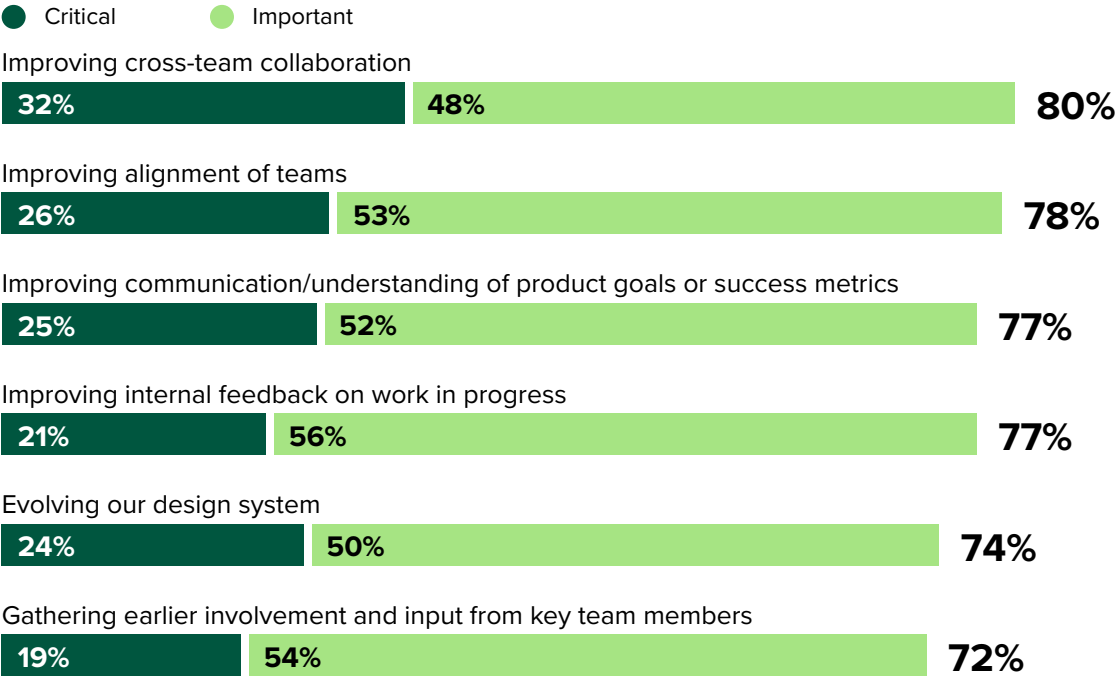 Critical Important
Improving cross-team collaboration
32% 48% 80%
Improving alignment of teams
26% 53% 78%
Improving communication/understanding of product goals or success metrics
25% 52% 77%
Improving internal feedback on work in progress
21% 56% 77%
Evolving our design system
24% 50% 74%
Gathering earlier involvement and input from key team members
19% 54% 72%